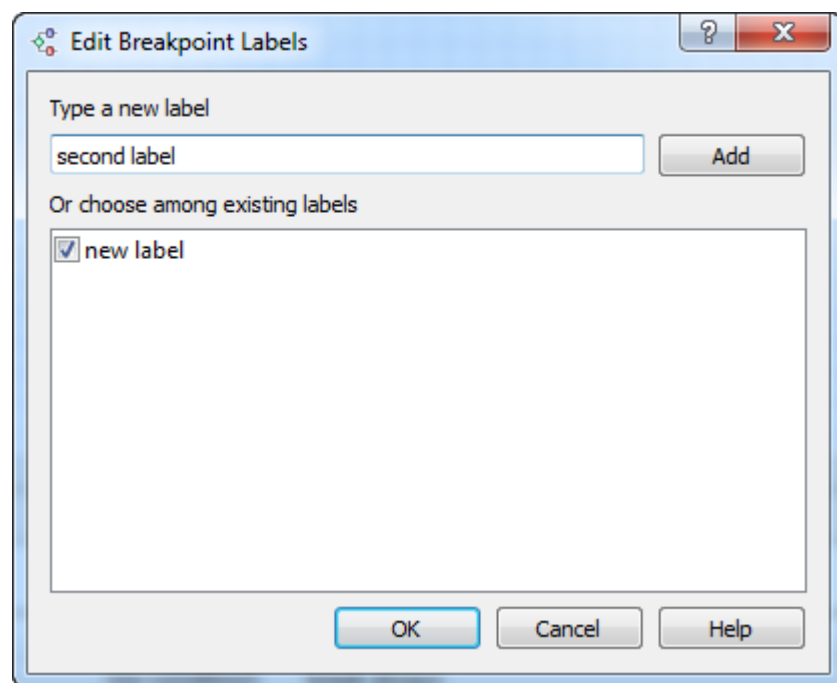 Edit Breakpoint Labels
?
Type a new label
second label Add
Or choose among existing labels
new label
OK Cancel Help